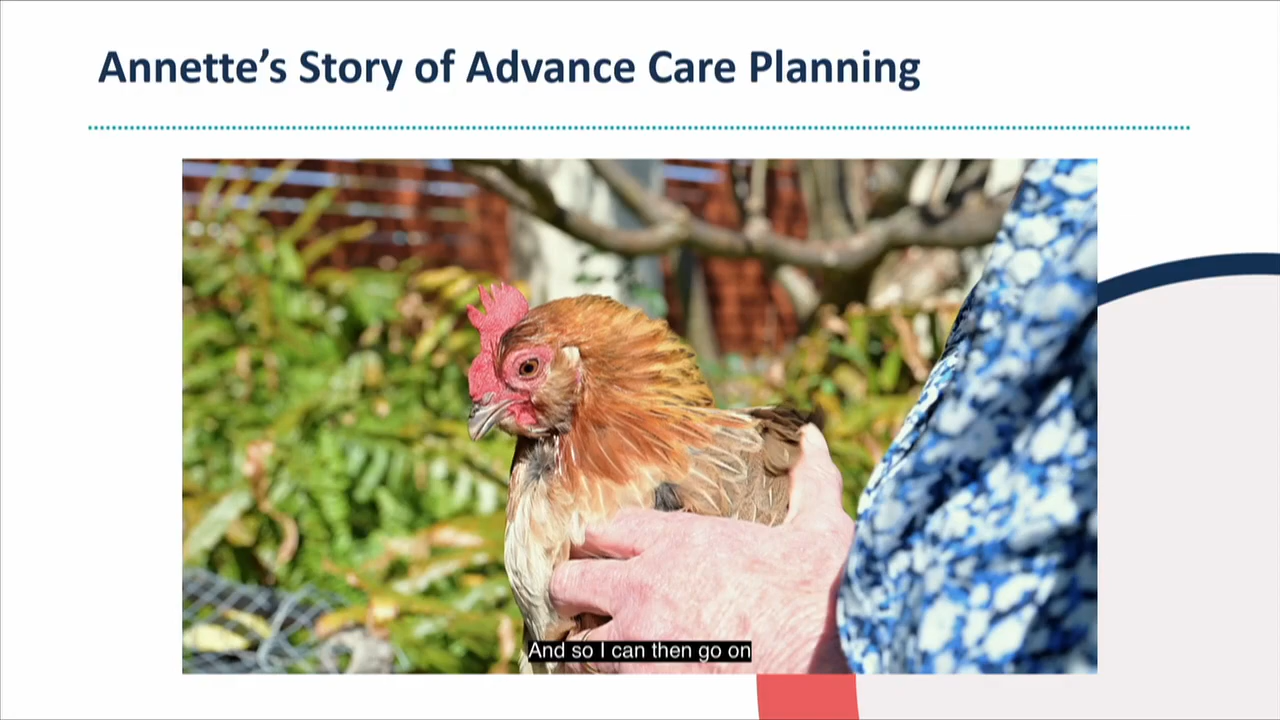 Annette’s Story of Advance Care Planning
And so I can then go on